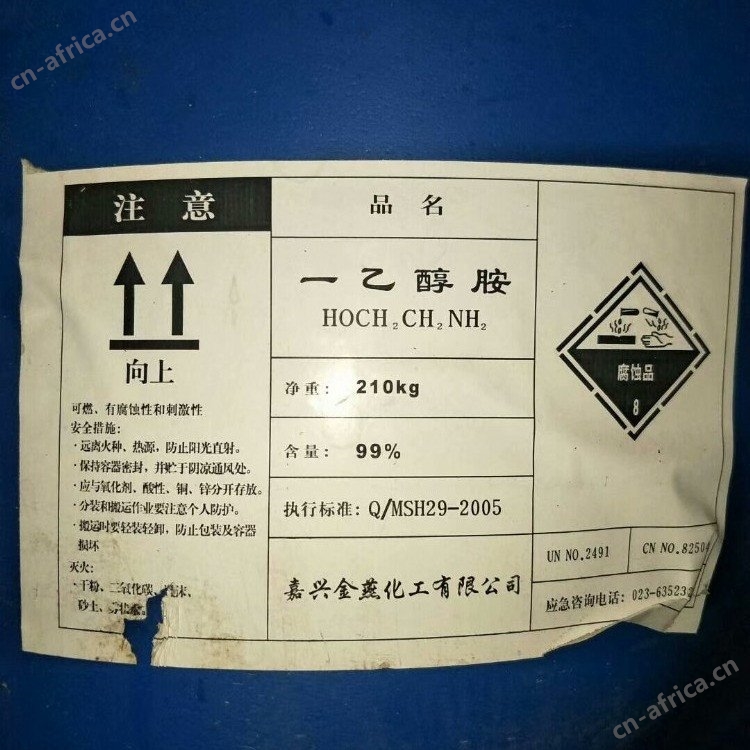 cn-africa.cn
注意
向上
可燃、有腐蚀性和刺激性
安全措施：
·远离火种、热源，防止阳光直射。
·保持容器密封，并贮于阴凉通风处。
·应与氧化剂、酸性、铜、锌分开存放。
·分装和搬运作业要注意个人防护。
·搬运时要轻装轻卸，防止包装及容器
损坏
灭火：
·干粉、二氧化碳、
砂土、
品名
一乙醇胺
HOCH₂CH₂NH₂
净重：210kg
含量：99%
执行标准：Q/MSH29-2005
嘉兴金燕化工有限公司
腐蚀品
8
UN NO.2491
CN NO.8250
应急咨询电话：023-63523
cn-africa.cn